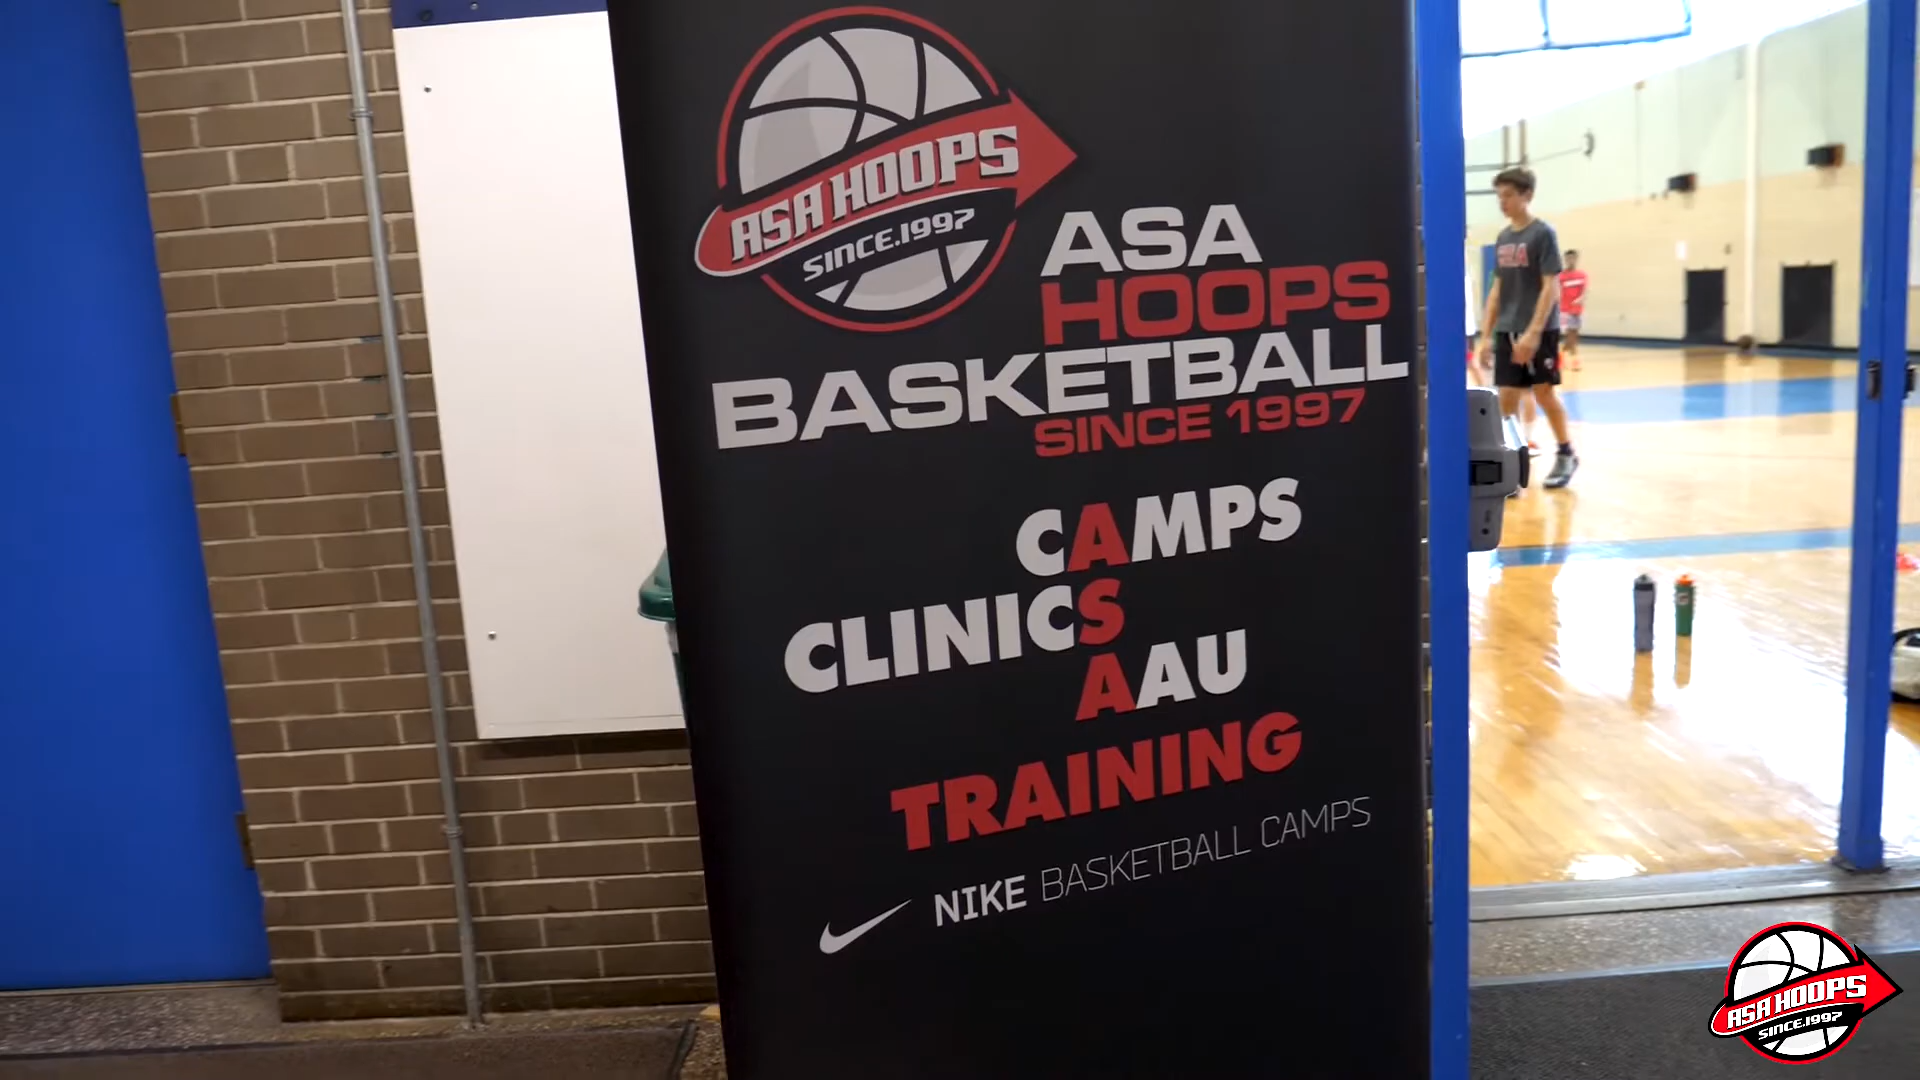 ASA HOOPS
SINCE.1997
ASA
HOOPS
BASKETBALL
SINCE 1997
CAMPS
CLINICS
AAU
TRAINING
NIKE BASKETBALL CAMPS
ASA HOOPS
SINCE.1997